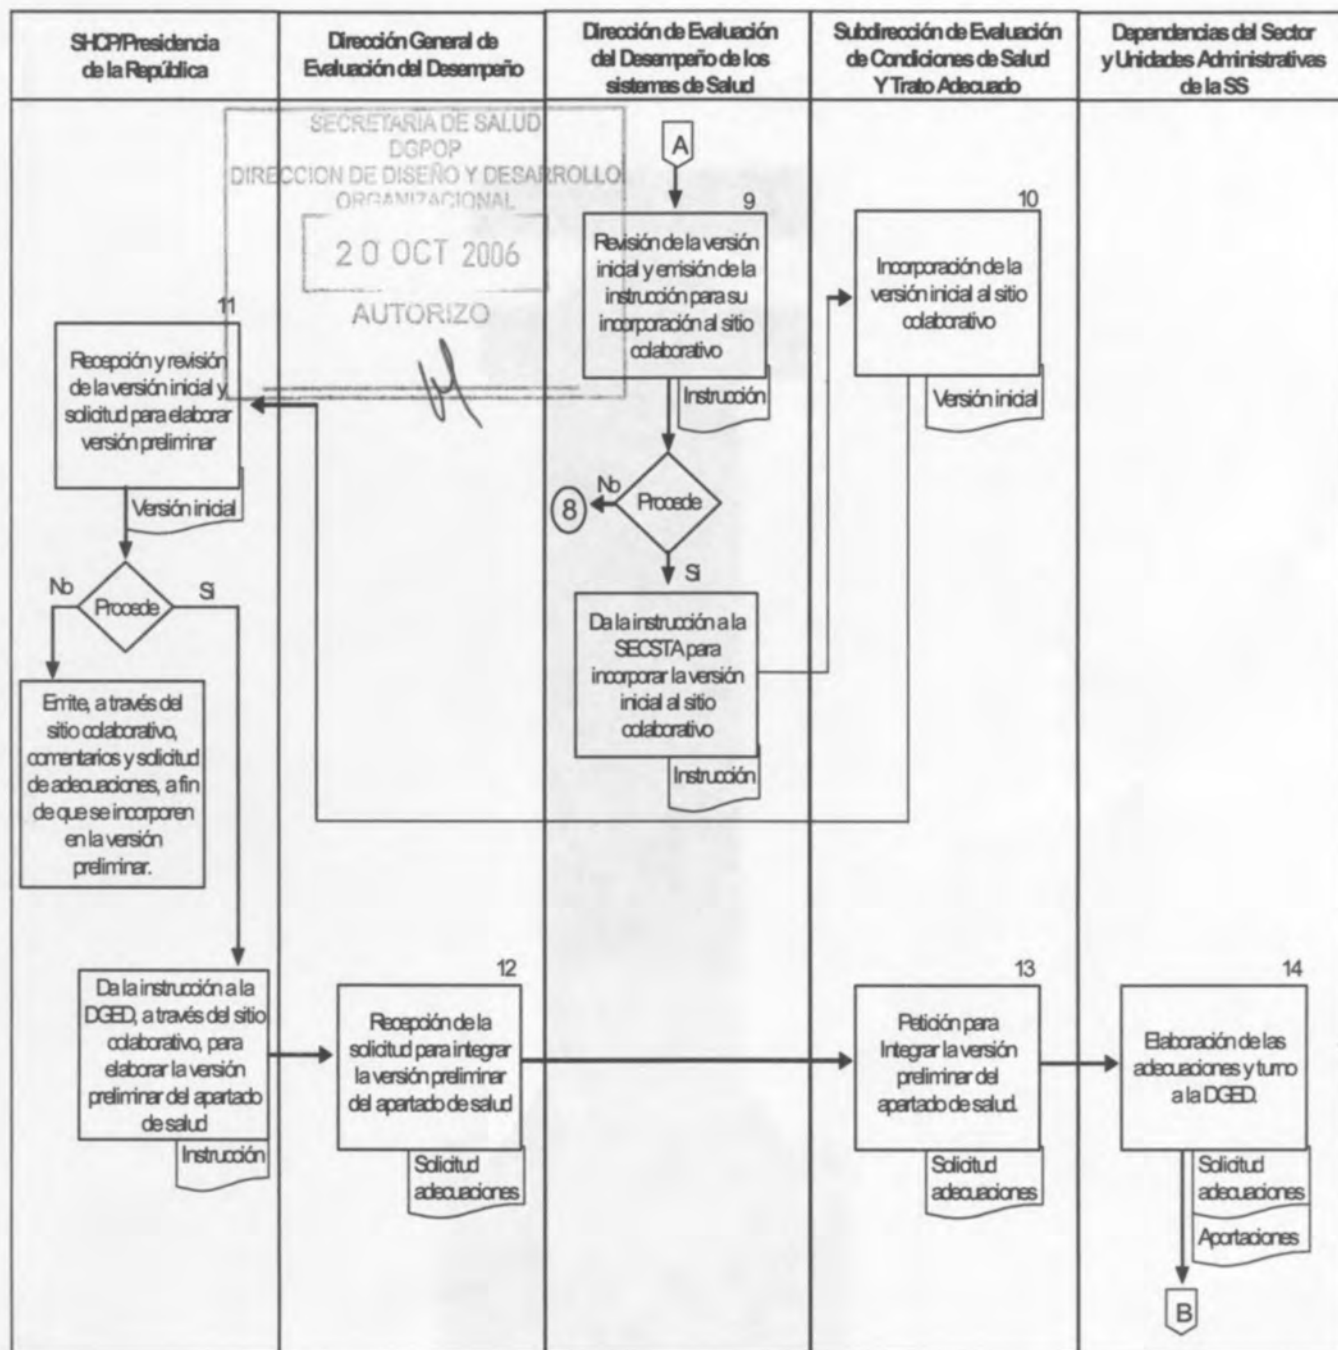 SHCP/Presidencia
de la República
Dirección General de
Evaluación del Desempeño
Dirección de Evaluación
del Desempeño de los
sistemas de Salud
Subdirección de Evaluación
de Condiciones de Salud
Y Trato Adecuado
Dependencias del Sector
y Unidades Administrativas
de la SS
SECRETARIA DE SALUD
DGPOP
DIRECCION DE DISEÑO Y DESARROLLO
ORGANIZACIONAL
20 OCT 2006
AUTORIZO
A
9
Revisión de la versión
inicial y emisión de la
instrucción para su
incorporación al sitio
colaborativo
Instrucción
Procede
No
8
Si
Da la instrucción a la
SECSTA para
incorporar la versión
inicial al sitio
colaborativo
Instrucción
10
Incorporación de la
versión inicial al sitio
colaborativo
Versión inicial
11
Recepción y revisión
de la versión inicial y
solicitud para elaborar
versión preliminar
Versión inicial
No
Procede
Si
Emite, a través del
sitio colaborativo,
comentarios y solicitud
de adecuaciones, a fin
de que se incorporen
en la versión
preliminar.
Da la instrucción a la
DGED, a través del sitio
colaborativo, para
elaborar la versión
preliminar del apartado
de salud
Instrucción
12
Recepción de la
solicitud para integrar
la versión preliminar
del apartado de salud
Solicitud
adecuaciones
13
Petición para
Integrar la versión
preliminar del
apartado de salud.
Solicitud
adecuaciones
14
Elaboración de las
adecuaciones y turno
a la DGED.
Solicitud
adecuaciones
Aportaciones
B